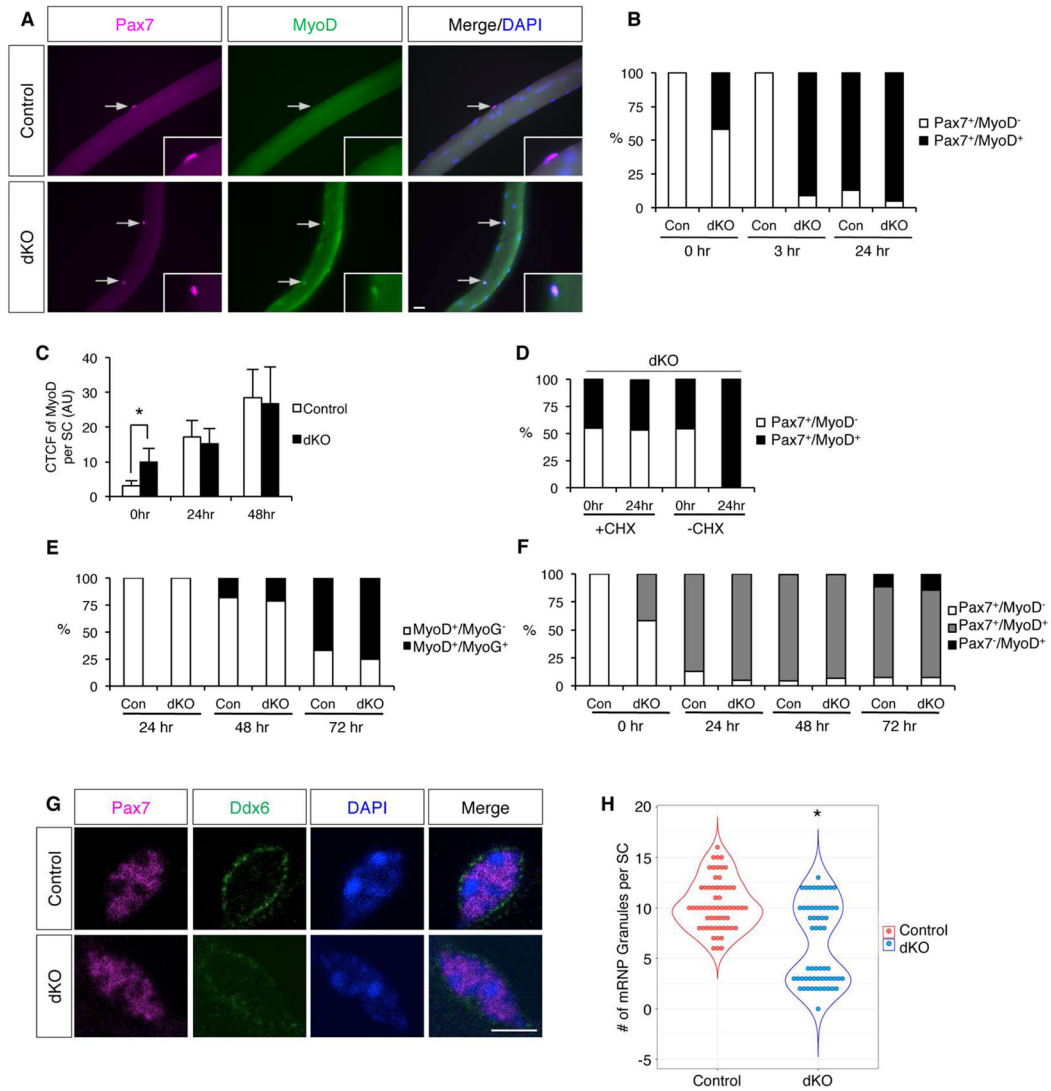 A
Pax7
MyoD
Merge/DAPI
Control
dKO
B
100
75
50
25
0
%
Con
dKO
Con
dKO
Con
dKO
0 hr
3 hr
24 hr
Pax7⁺/MyoD⁻
Pax7⁺/MyoD⁺
C
CTCF of MyoD
per SC (AU)
40
30
20
10
0
*
0hr
24hr
48hr
Control
dKO
D
dKO
100
75
50
25
0
%
0hr
24hr
0hr
24hr
+CHX
-CHX
Pax7⁺/MyoD⁻
Pax7⁺/MyoD⁺
E
100
75
50
25
0
%
Con
dKO
Con
dKO
Con
dKO
24 hr
48 hr
72 hr
MyoD⁺/MyoG⁻
MyoD⁺/MyoG⁺
F
100
75
50
25
0
%
Con
dKO
Con
dKO
Con
dKO
Con
dKO
0 hr
24 hr
48 hr
72 hr
Pax7⁺/MyoD⁻
Pax7⁺/MyoD⁺
Pax7⁻/MyoD⁺
G
Pax7
Ddx6
DAPI
Merge
Control
dKO
H
# of mRNP Granules per SC
20
15
10
5
0
-5
*
Control
dKO
Control
dKO